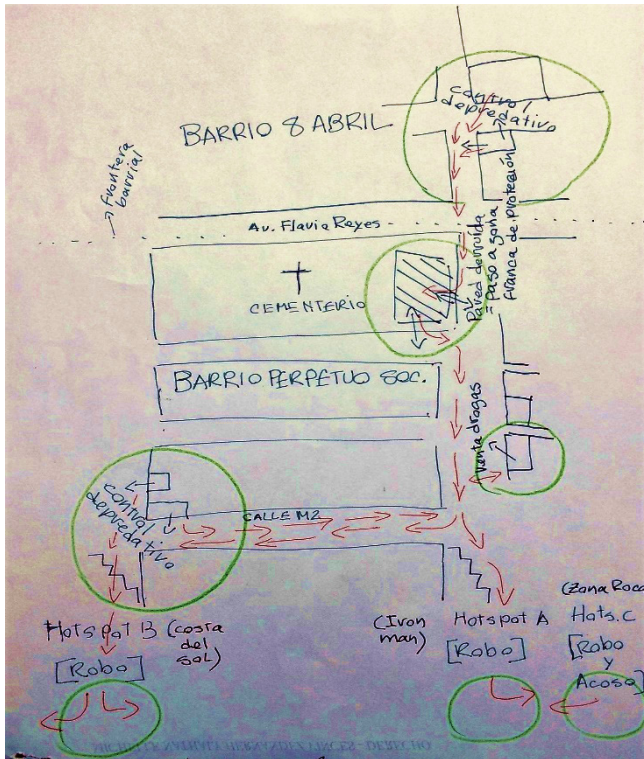 control
depredativo
BARRIO 8 ABRIL
Frontera
barrial
Av. Flavio Reyes
Pared derruida
= Paso a zona
franca de protesión
CEMENTERIO
BARRIO PERPETUO SOC.
venta drogas
control
depredativo
CALLE M2
Hotspot B (costa
del
sol)
[Robo]
(Iron
man)
Hotspot A
[Robo]
(Zona Roca
Hots. C
[Robo
y
Acoso]